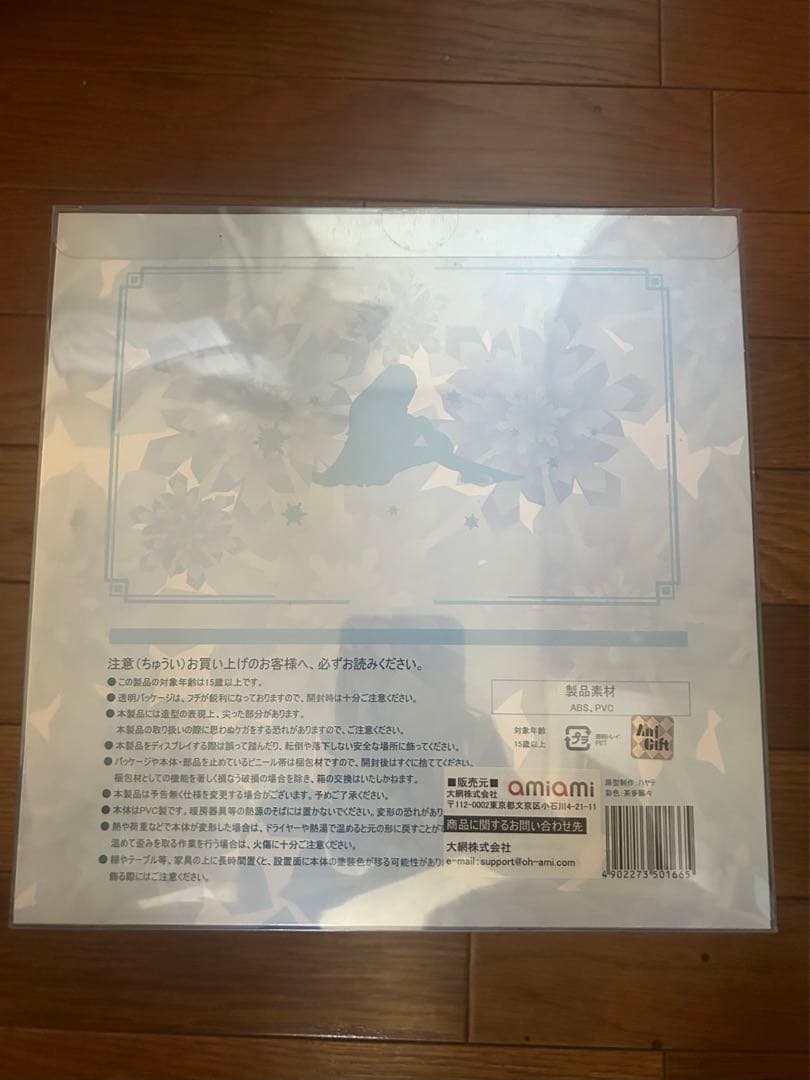 注意(ちゅうい)お買い上げのお客様へ、必ずお読みください。
●この製品の対象年齢は15歳以上です。
●透明パッケージは、フチが鋭利になっておりますので、開封時は十分ご注意ください。
●本製品には造型の表現上、尖った部分があります。
本製品の取り扱いの際に思わぬケガをする恐れがありますので、ご注意ください。
●本製品をディスプレイする際は誤って踏んだり、転倒や落下しない安全な場所に飾ってください。
●パッケージや本体・部品を止めているビニール帯は梱包材ですので、開封後はすぐに捨ててください。
梱包材としての機能を著しく損なう破損の場合を除き、箱の交換はいたしかねます。
●本製品は予告無く仕様を変更する場合がございます。予めご了承ください。
●本体はPVC製です。暖房器具等の熱源のそばには置かないでください。変形の恐れがあり
●熱や荷重などで本体が変形した場合は、ドライヤーや熱湯で温めると元の形に戻すことが
温めて歪みを取る作業を行う場合は、火傷に十分ご注意ください。
●棚やテーブル等、家具の上に長時間置くと、設置面に本体の塗装色が移る可能性があり
飾る際にはご注意ください。
製品素材
ABS、PVC
対象年齢
15歳以上
プラ
透明トレイ:
PET
Ani
Gift
原型制作:ハヤテ
彩色:茶多飯々
■販売元■ amiami
大網株式会社
〒112-0002東京都文京区小石川4-21-11
商品に関するお問い合わせ先
大網株式会社
e-mail:support@oh-ami.com
4902273501665